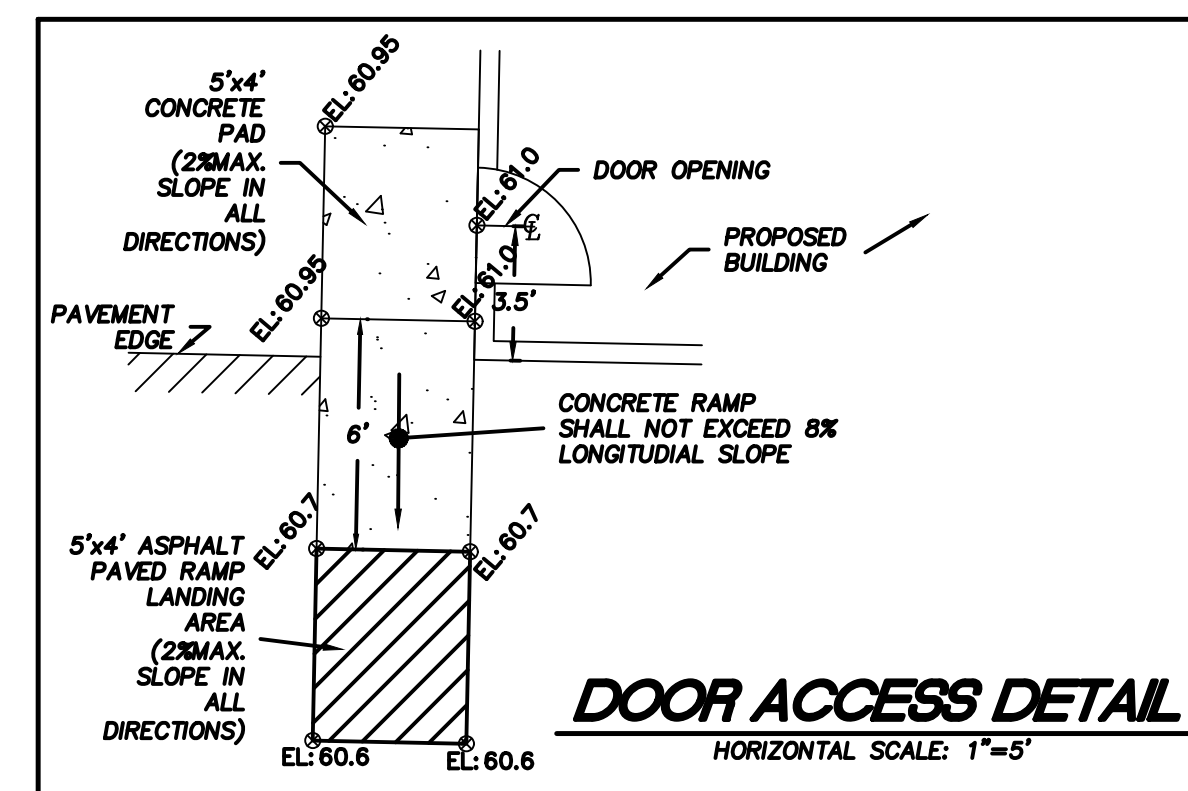 EL: 60.95
5'x4'
CONCRETE
PAD
(2%MAX.
SLOPE IN
ALL
DIRECTIONS)
EL: 61.0
DOOR OPENING
℄
PROPOSED
BUILDING
EL: 60.95
EL: 61.0
3.5'
PAVEMENT
EDGE
CONCRETE RAMP
SHALL NOT EXCEED 8%
LONGITUDIAL SLOPE
6'
EL: 60.7
EL: 60.7
5'x4' ASPHALT
PAVED RAMP
LANDING
AREA
(2%MAX.
SLOPE IN
ALL
DIRECTIONS)
EL: 60.6
EL: 60.6
DOOR ACCESS DETAIL
HORIZONTAL SCALE: 1"=5'